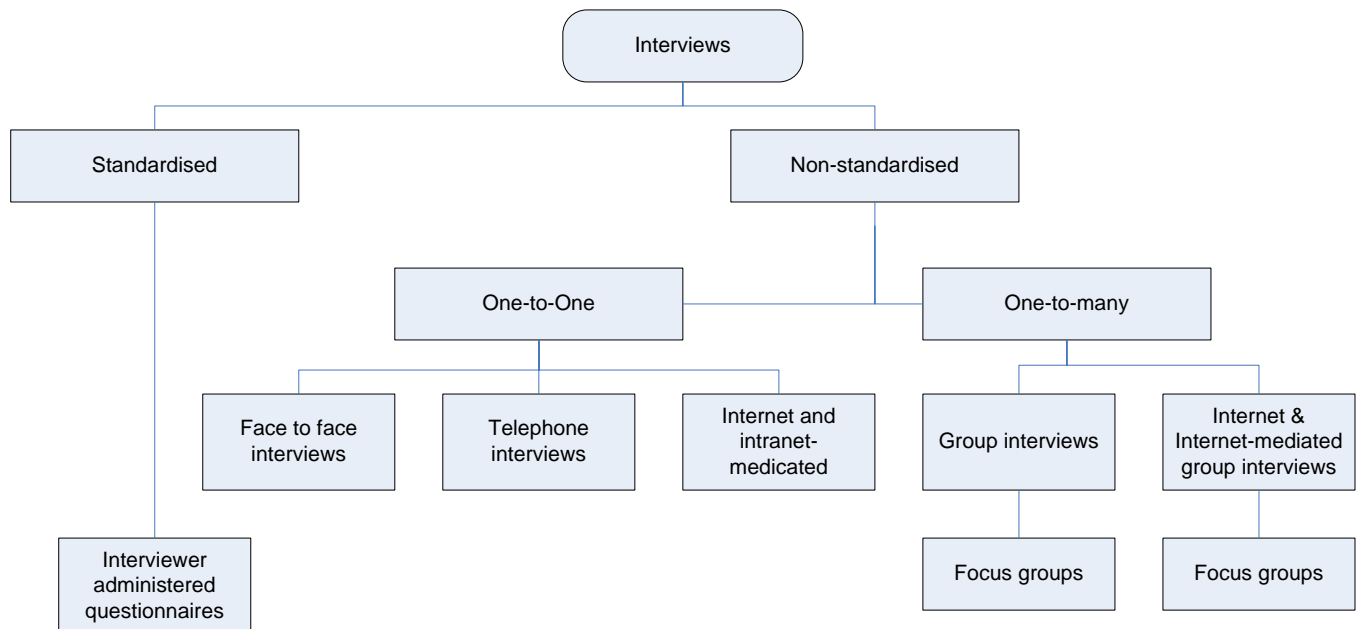 Interviews
Standardised
Non-standardised
One-to-One
One-to-many
Face to face
interviews
Telephone
interviews
Internet and
intranet-
medicated
Group interviews
Internet &
Internet-mediated
group interviews
Interviewer
administered
questionnaires
Focus groups
Focus groups